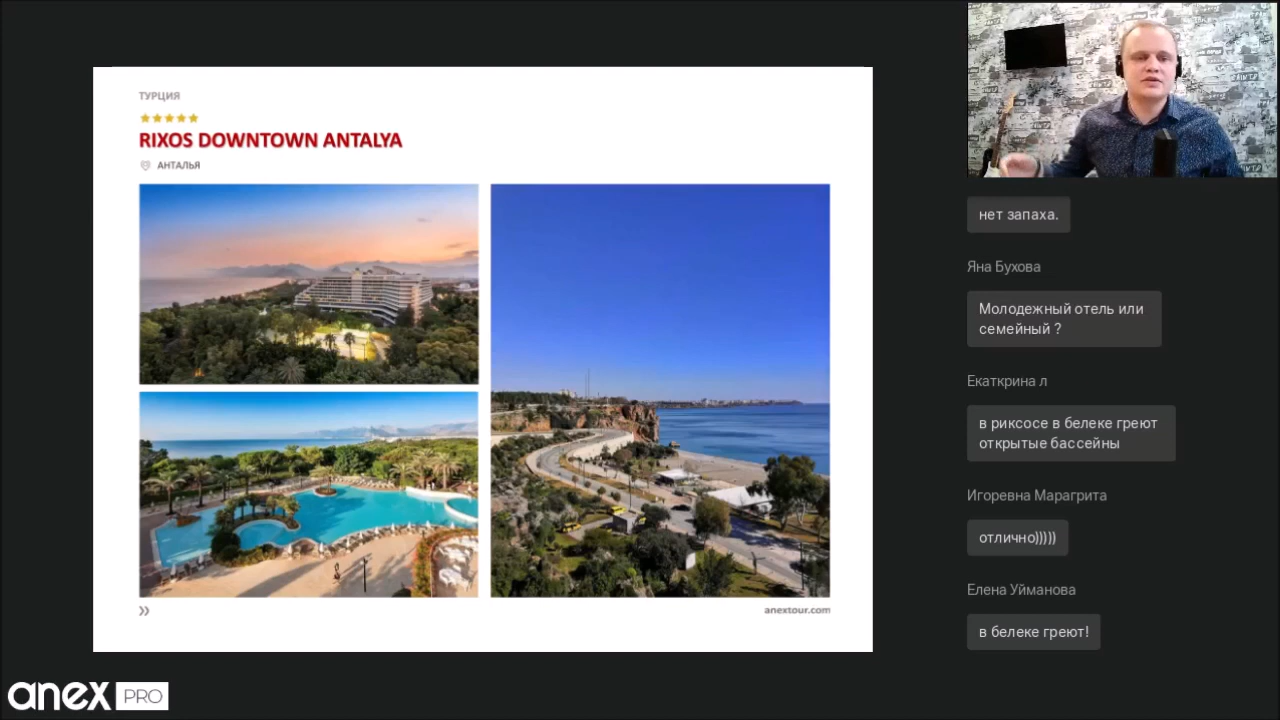 ТУРЦИЯ
RIXOS DOWNTOWN ANTALYA
АНТАЛЬЯ
anextour.com
anex PRO
нет запаха.
Яна Бухова
Молодежный отель или
семейный ?
Екаткрина л
в риксосе в белеке греют
открытые бассейны
Игоревна Марагрита
отлично)))))
Елена Уйманова
в белеке греют!